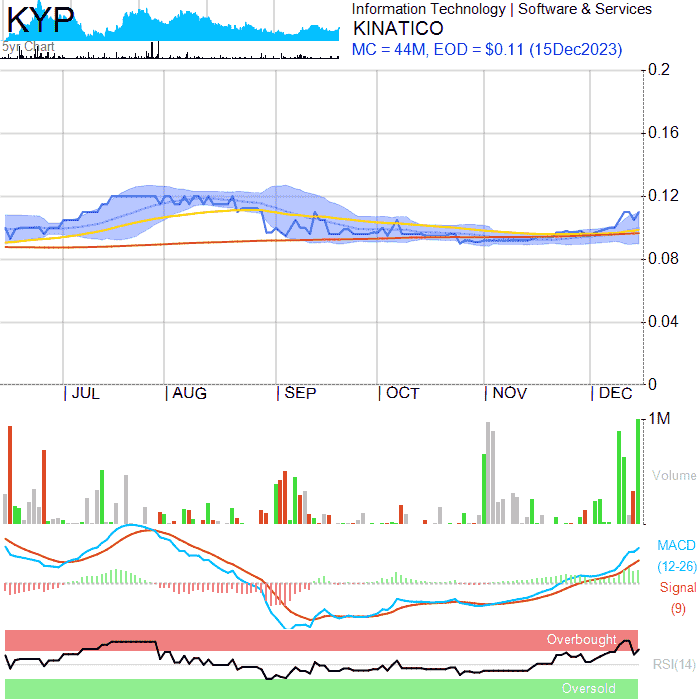 KYP
5yr Chart
Information Technology | Software & Services
KINATICO
MC = 44M, EOD = $0.11 (15Dec2023)
0.2
0.16
0.12
0.08
0.04
0
| JUL | AUG | SEP | OCT | NOV | DEC
1M
Volume
MACD
(12-26)
Signal
(9)
Overbought
RSI(14)
Oversold